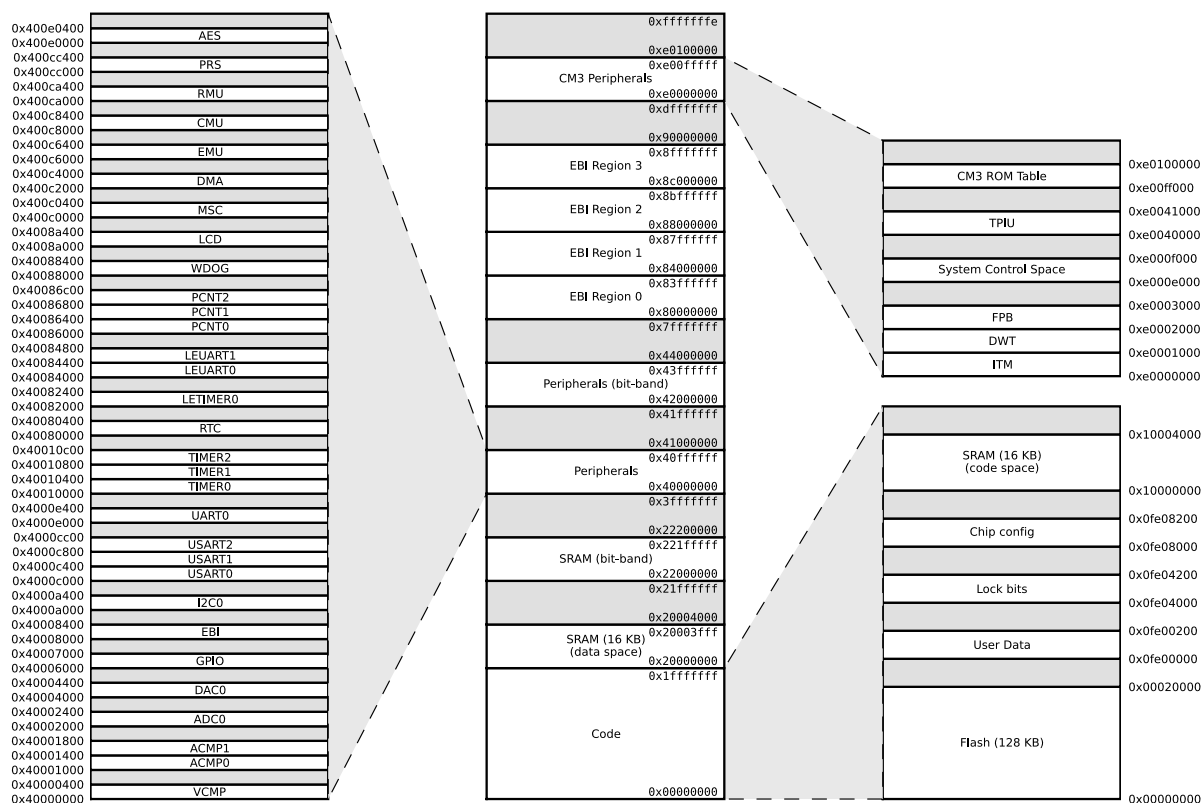 0x400e0400
AES
0x400e0000
0x400cc400
PRS
0x400cc000
0x400ca400
RMU
0x400ca000
0x400c8400
CMU
0x400c8000
0x400c6400
EMU
0x400c6000
0x400c4000
DMA
0x400c2000
0x400c0400
MSC
0x400c0000
0x4008a400
LCD
0x4008a000
0x40088400
WDOG
0x40088000
0x40086c00
PCNT2
0x40086800
PCNT1
0x40086400
PCNT0
0x40086000
0x40084800
LEUART1
0x40084400
LEUART0
0x40084000
0x40082400
LETIMER0
0x40082000
0x40080400
RTC
0x40080000
0x40010c00
TIMER2
0x40010800
TIMER1
0x40010400
TIMER0
0x40010000
0x4000e400
UART0
0x4000e000
0x4000cc00
USART2
0x4000c800
USART1
0x4000c400
USART0
0x4000c000
0x4000a400
I2C0
0x4000a000
0x40008400
EBI
0x40008000
0x40007000
GPIO
0x40006000
0x40004400
DAC0
0x40004000
0x40002400
ADC0
0x40002000
0x40001800
ACMP1
0x40001400
ACMP0
0x40001000
0x40000400
VCMP
0x40000000
0xfffffffe
0xe0100000
0xe00fffff
CM3 Peripherals
0xe0000000
0xdfffffff
0x90000000
0x8fffffff
EBI Region 3
0x8c000000
0x8bffffff
EBI Region 2
0x88000000
0x87ffffff
EBI Region 1
0x84000000
0x83ffffff
EBI Region 0
0x80000000
0x7fffffff
0x44000000
0x43ffffff
Peripherals (bit-band)
0x42000000
0x41ffffff
0x41000000
0x40ffffff
Peripherals
0x40000000
0x3fffffff
0x22200000
0x221fffff
SRAM (bit-band)
0x22000000
0x21ffffff
0x20004000
0x20003fff
SRAM (16 KB)
(data space)
0x20000000
0x1fffffff
Code
0x00000000
0xe0100000
CM3 ROM Table
0xe00ff000
0xe0041000
TPIU
0xe0040000
0xe000f000
System Control Space
0xe000e000
0xe0003000
FPB
0xe0002000
DWT
0xe0001000
ITM
0xe0000000
0x10004000
SRAM (16 KB)
(code space)
0x10000000
0x0fe08200
Chip config
0x0fe08000
0x0fe04200
Lock bits
0x0fe04000
0x0fe00200
User Data
0x0fe00000
0x00020000
Flash (128 KB)
0x00000000